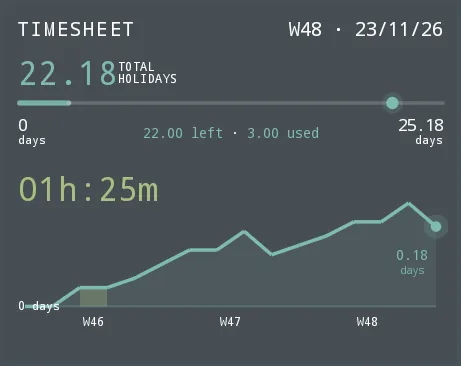 TIMESHEET
W48 · 23/11/26
22.18 TOTAL
HOLIDAYS
0
days
22.00 left · 3.00 used
25.18
days
01h:25m
0.18
days
0 days
W46 W47 W48